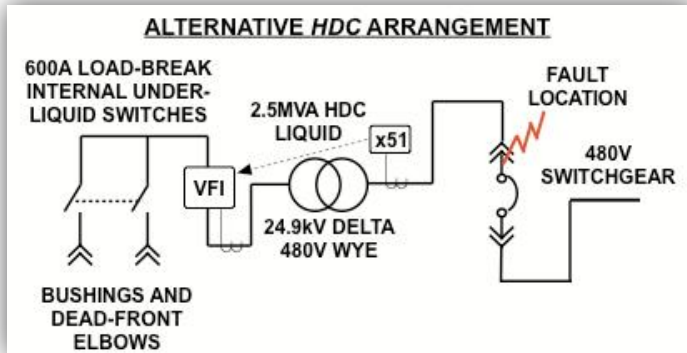 ALTERNATIVE HDC ARRANGEMENT
600A LOAD-BREAK
INTERNAL UNDER-
LIQUID SWITCHES
2.5MVA HDC
LIQUID
x51
FAULT
LOCATION
480V
SWITCHGEAR
VFI
24.9kV DELTA
480V WYE
BUSHINGS AND
DEAD-FRONT
ELBOWS